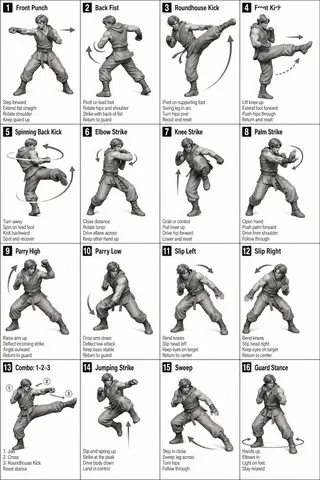 1 Front Punch
Step forward
Extend fist straight
Rotate shoulder
Keep guard up
2 Back Fist
Pivot on lead foot
Rotate hips and shoulder
Strike with back of fist
Return to guard
3 Roundhouse Kick
Pivot on supporting foot
Swing leg in arc
Turn hips over
Recoil and reset
4 Front Kick
Lift knee up
Extend foot forward
Push hips through
Return and reset
5 Spinning Back Kick
Turn away
Spin on lead foot
Kick backward
Spot and recover
6 Elbow Strike
Close distance
Rotate torso
Drive elbow across
Keep other hand up
7 Knee Strike
Grab or control
Pull knee up
Drive hip forward
Lower and reset
8 Palm Strike
Open hand
Push palm forward
Drive from shoulder
Follow through
9 Parry High
Raise arm up
Deflect incoming strike
Angle outward
Return to guard
10 Parry Low
Drop arm down
Deflect low attack
Keep base stable
Return to guard
11 Slip Left
Bend knees
Slip head left
Keep eyes on target
Return to center
12 Slip Right
Bend knees
Slip head right
Keep eyes on target
Return to center
13 Combo: 1-2-3
1
2
3
1. Jab
2. Cross
3. Roundhouse Kick
Reset stance
14 Jumping Strike
Dip and spring up
Strike at the peak
Drive body down
Land in control
15 Sweep
Step in close
Sweep leg across
Turn hips
Follow through
16 Guard Stance
Hands up
Elbows in
Light on feet
Stay relaxed